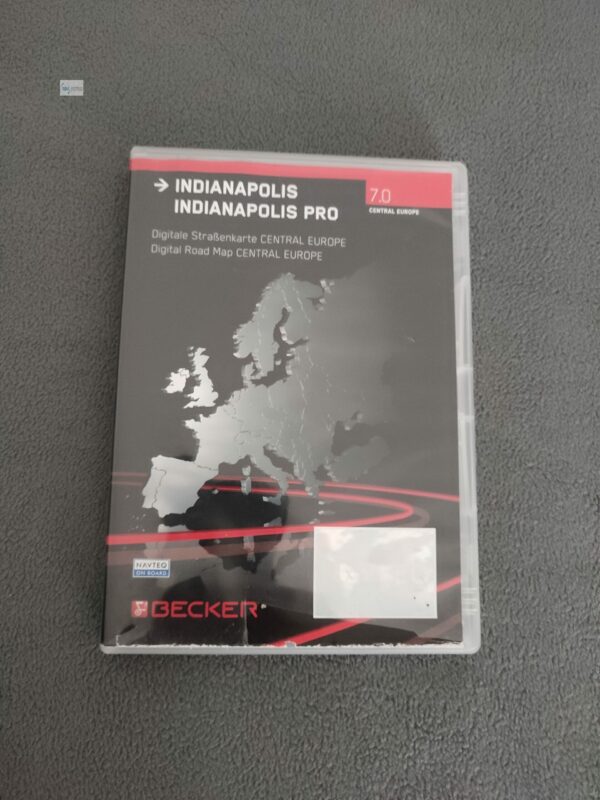 INDIANAPOLIS
INDIANAPOLIS PRO
7.0
CENTRAL EUROPE
Digitale Straßenkarte CENTRAL EUROPE
Digital Road Map CENTRAL EUROPE
NAVTEQ
ON BOARD
BECKER